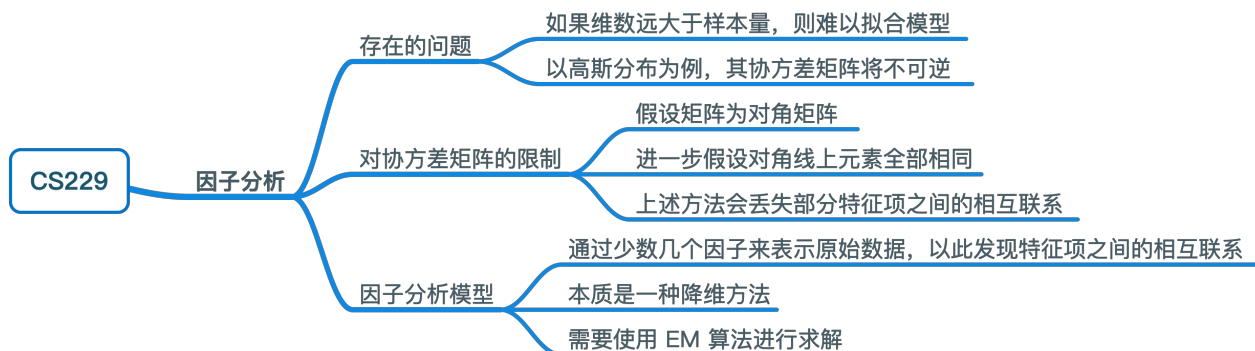 CS229
因子分析
存在的问题
如果维数远大于样本量，则难以拟合模型
以高斯分布为例，其协方差矩阵将不可逆
对协方差矩阵的限制
假设矩阵为对角矩阵
进一步假设对角线上元素全部相同
上述方法会丢失部分特征项之间的相互联系
因子分析模型
通过少数几个因子来表示原始数据，以此发现特征项之间的相互联系
本质是一种降维方法
需要使用 EM 算法进行求解